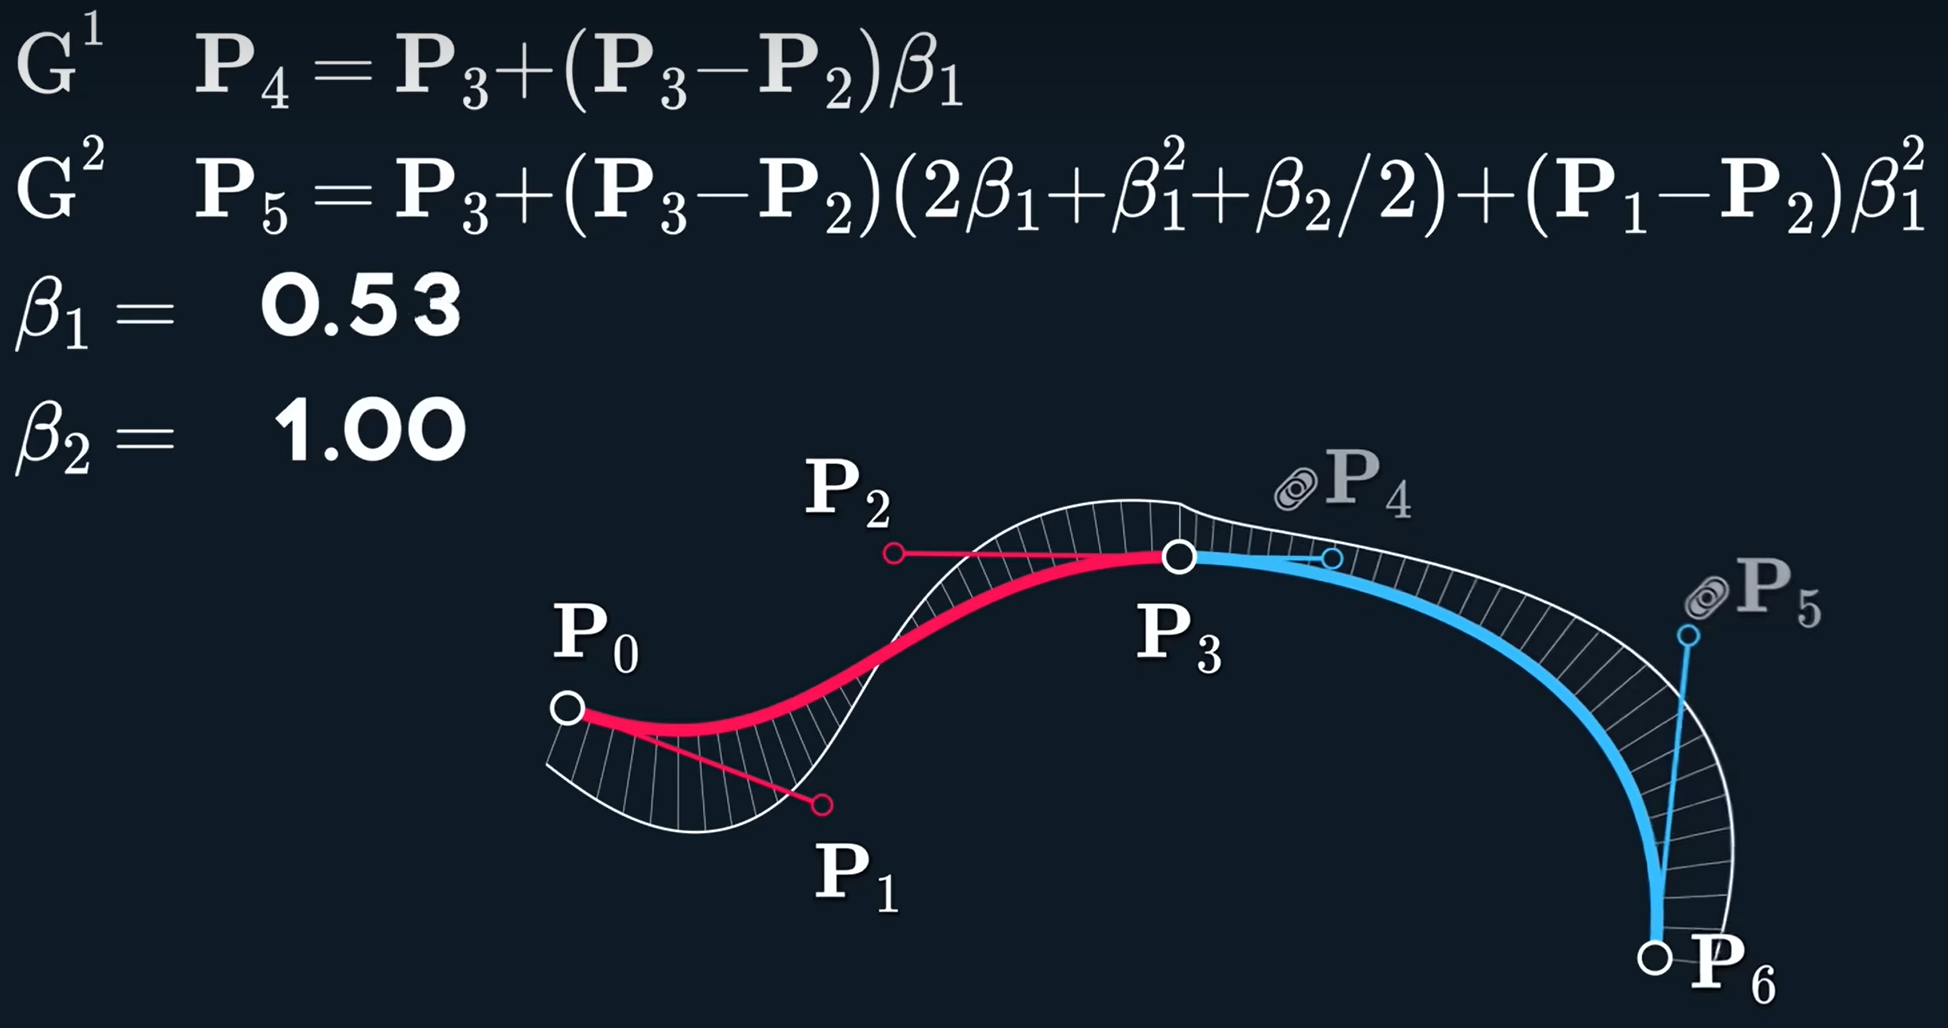 G¹ P₄ = P₃+(P₃−P₂)β₁
G² P₅ = P₃+(P₃−P₂)(2β₁+β₁²+β₂/2)+(P₁−P₂)β₁²
β₁ = 0.53
β₂ = 1.00
P₂
P₄
P₅
P₀
P₃
P₁
P₆